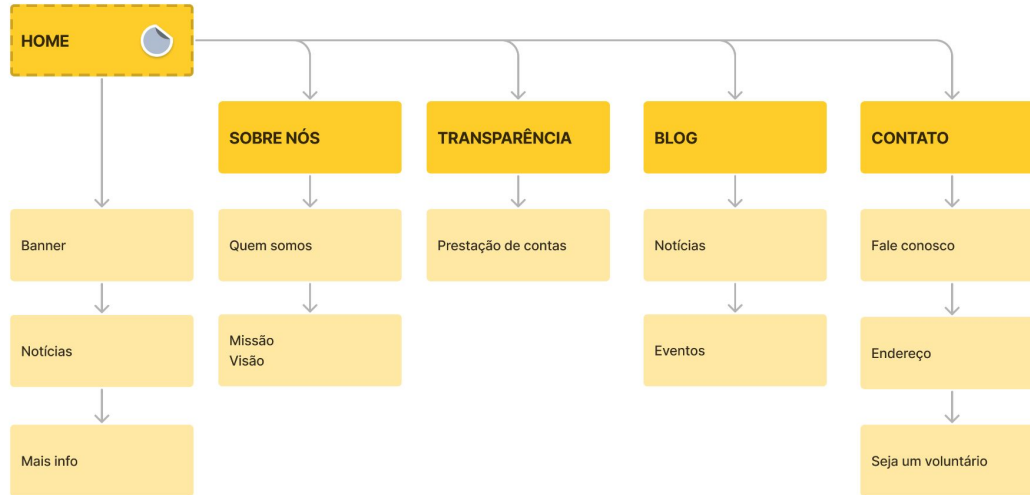 HOME
SOBRE NÓS
TRANSPARÊNCIA
BLOG
CONTATO
Banner
Quem somos
Prestação de contas
Notícias
Fale conosco
Notícias
Missão
Visão
Eventos
Endereço
Mais info
Seja um voluntário